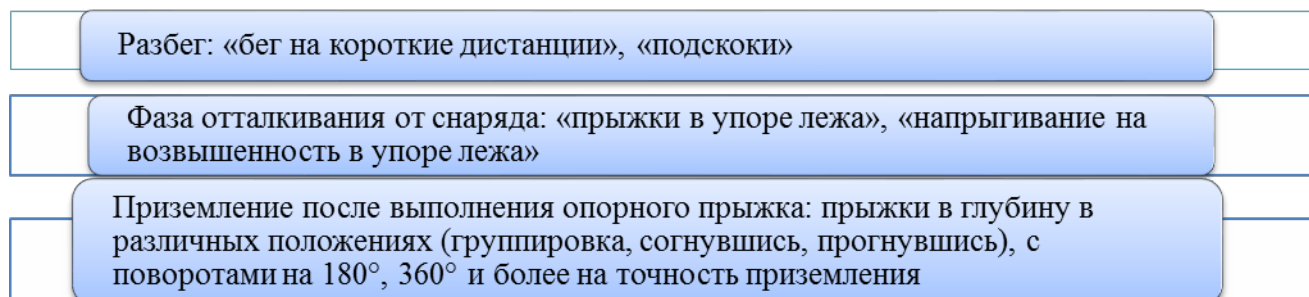 Разбег: «бег на короткие дистанции», «подскоки»
Фаза отталкивания от снаряда: «прыжки в упоре лежа», «напрыгивание на
возвышенность в упоре лежа»
Приземление после выполнения опорного прыжка: прыжки в глубину в
различных положениях (группировка, согнувшись, прогнувшись), с
поворотами на 180°, 360° и более на точность приземления